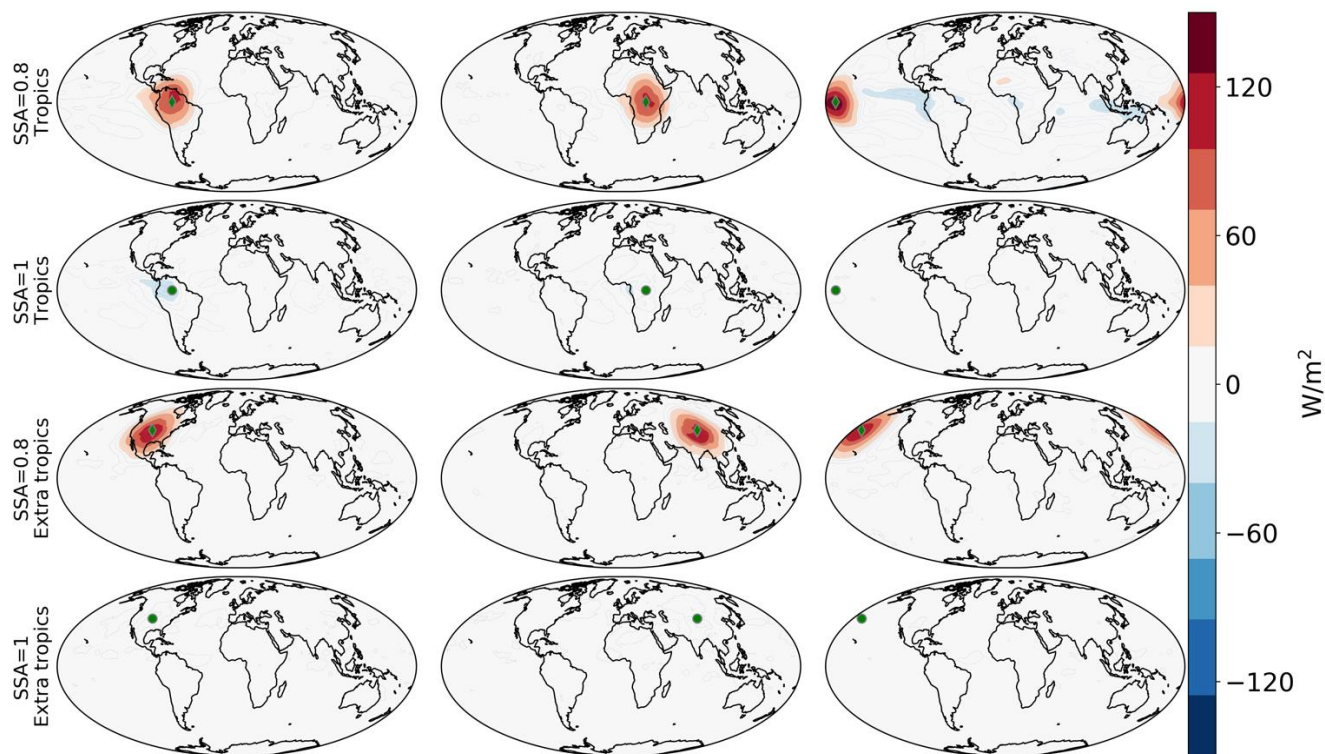 SSA=0.8
Tropics
SSA=1
Tropics
SSA=0.8
Extra tropics
SSA=1
Extra tropics
120
60
0
−60
−120
W/m²